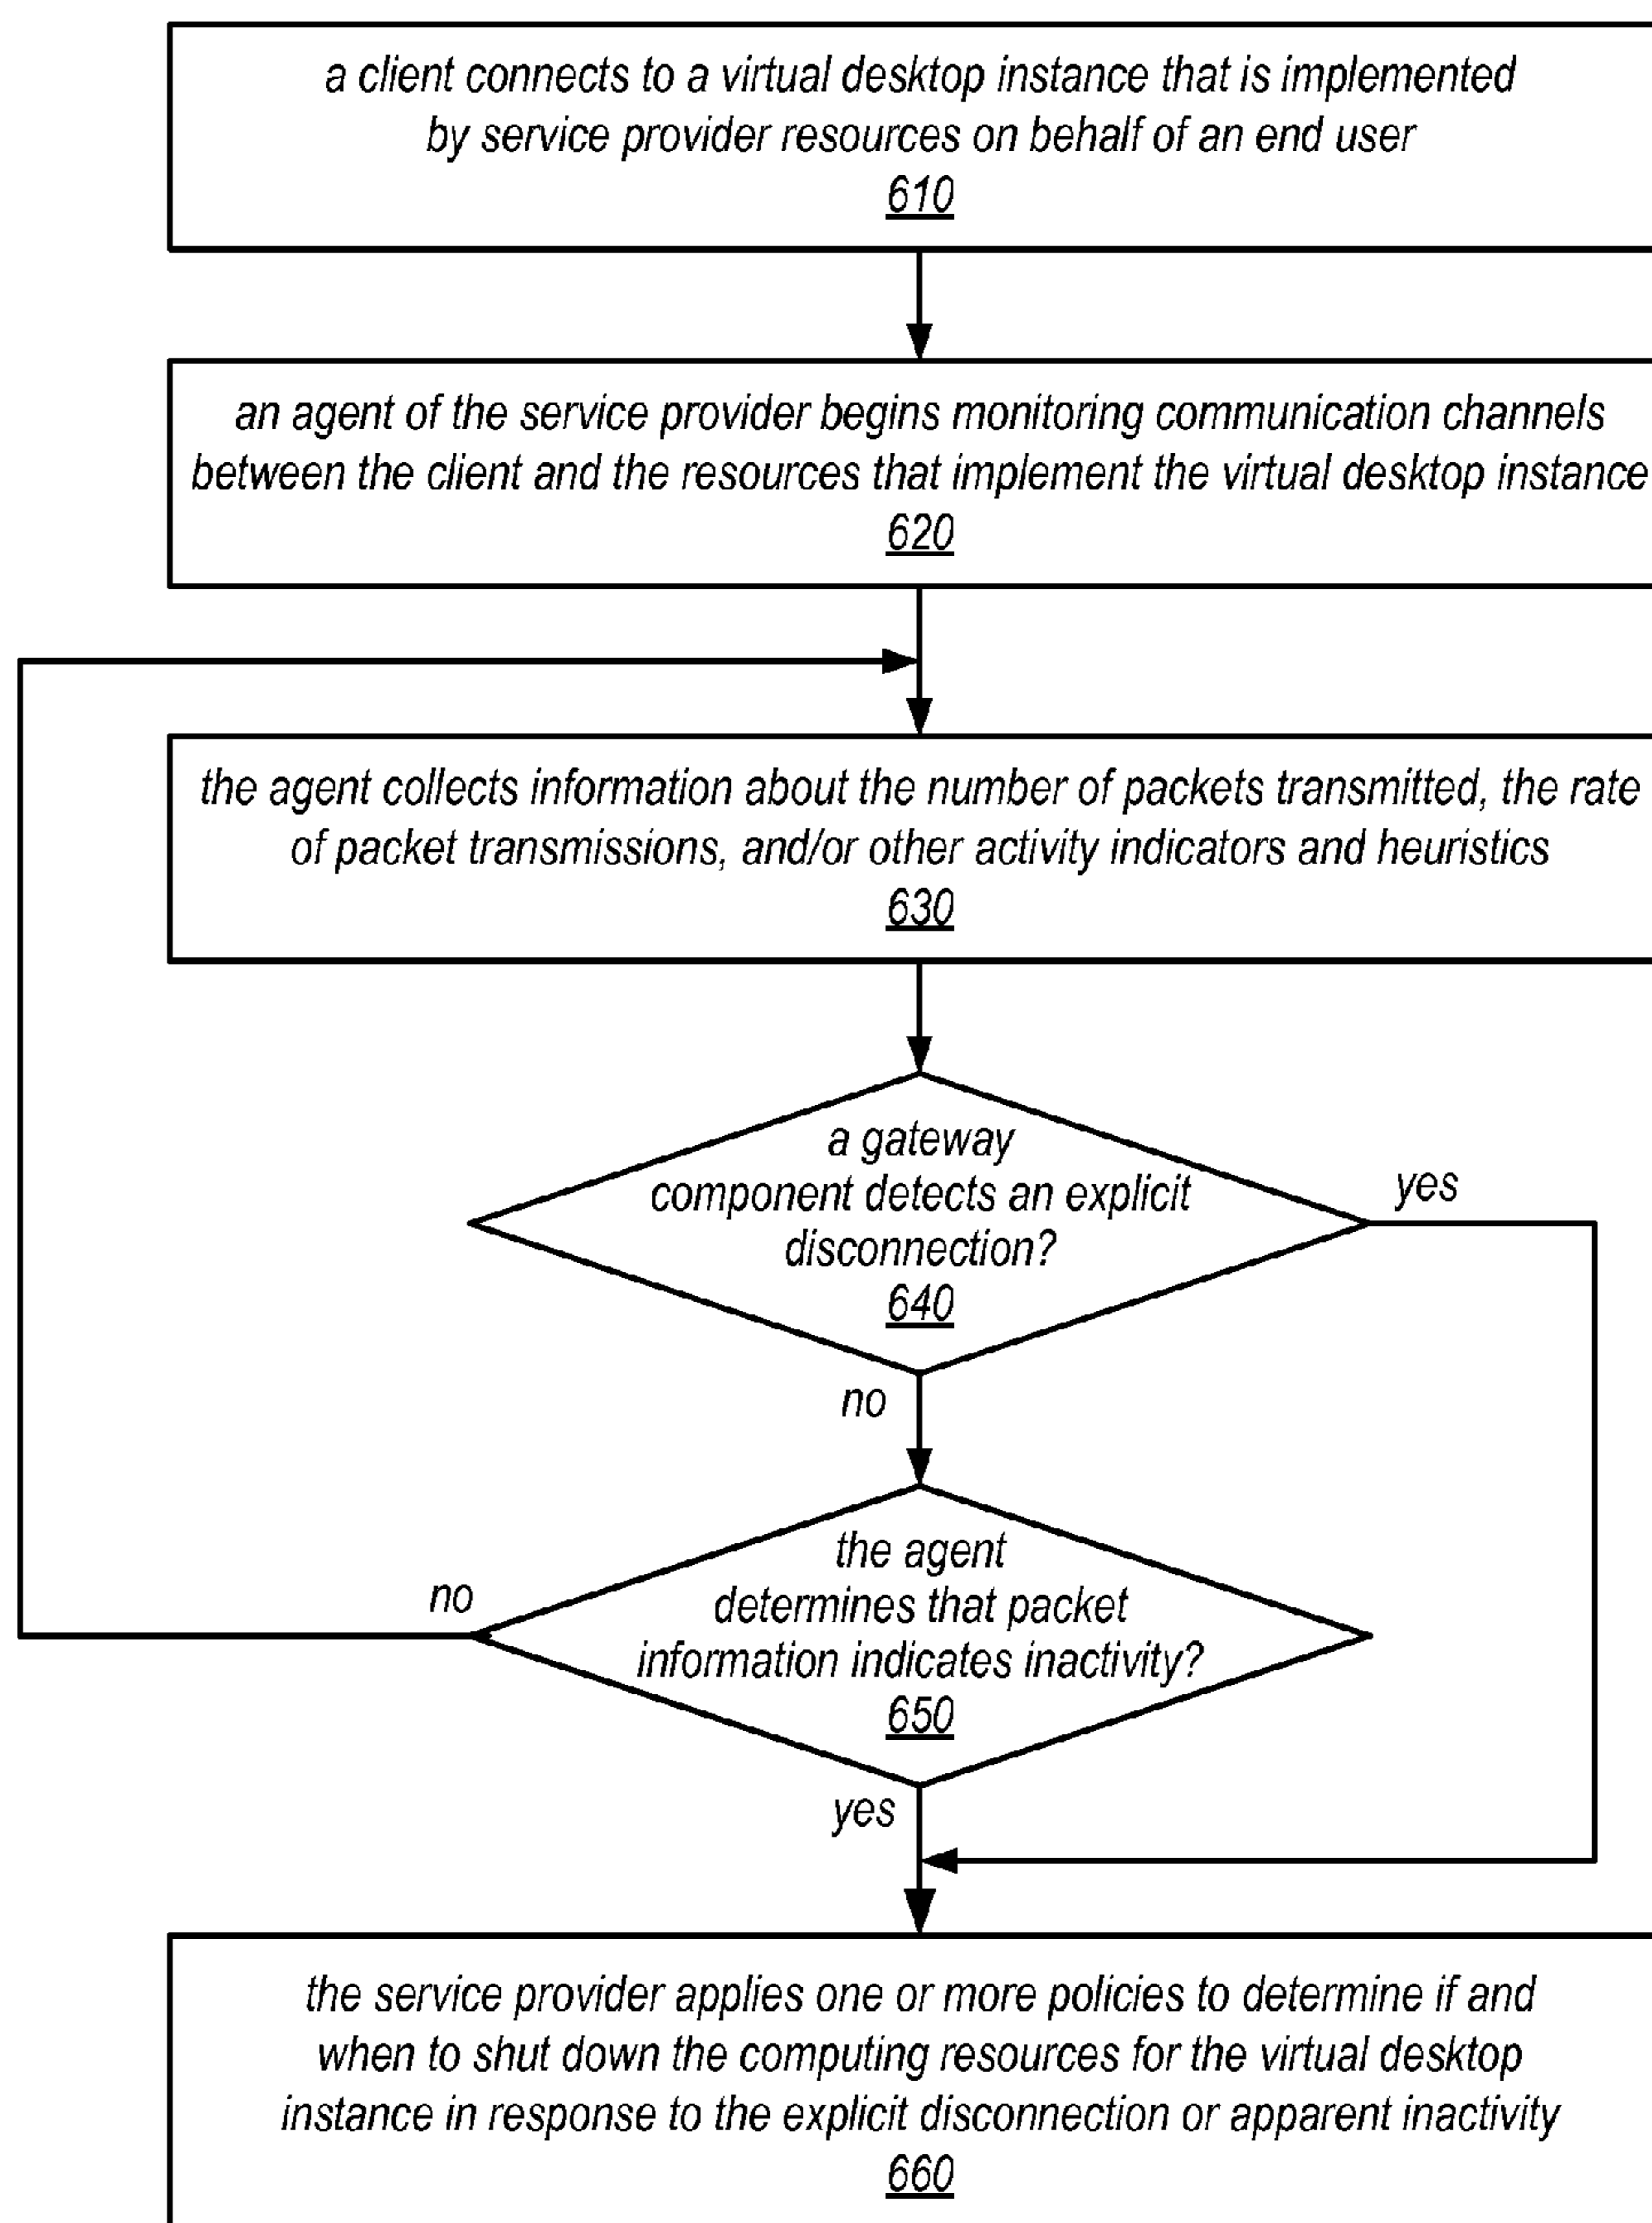 a client connects to a virtual desktop instance that is implemented
by service provider resources on behalf of an end user
610
an agent of the service provider begins monitoring communication channels
between the client and the resources that implement the virtual desktop instance
620
the agent collects information about the number of packets transmitted, the rate
of packet transmissions, and/or other activity indicators and heuristics
630
a gateway
component detects an explicit
disconnection?
640
yes
no
the agent
determines that packet
information indicates inactivity?
650
no
yes
the service provider applies one or more policies to determine if and
when to shut down the computing resources for the virtual desktop
instance in response to the explicit disconnection or apparent inactivity
660